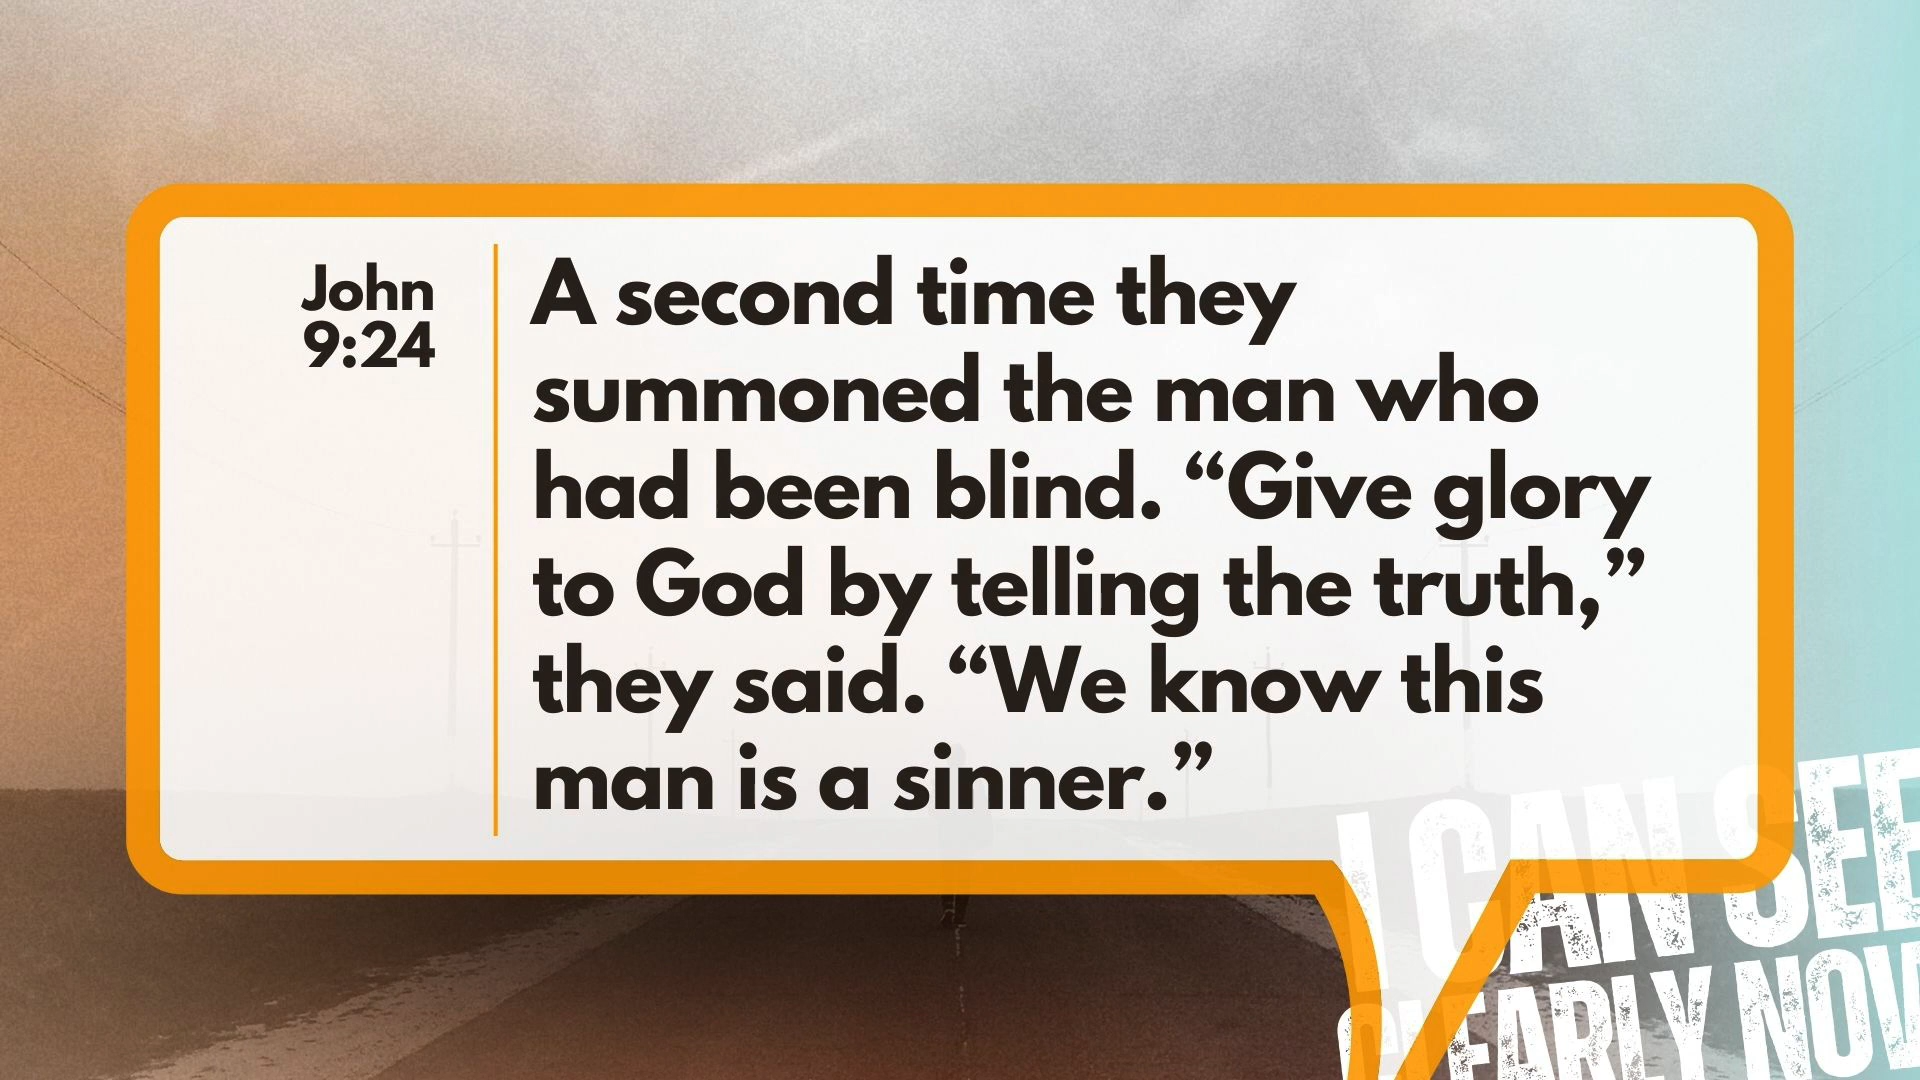 John
9:24
A second time they
summoned the man who
had been blind. “Give glory
to God by telling the truth,”
they said. “We know this
man is a sinner.”
I CAN SEE
CLEARLY NOW